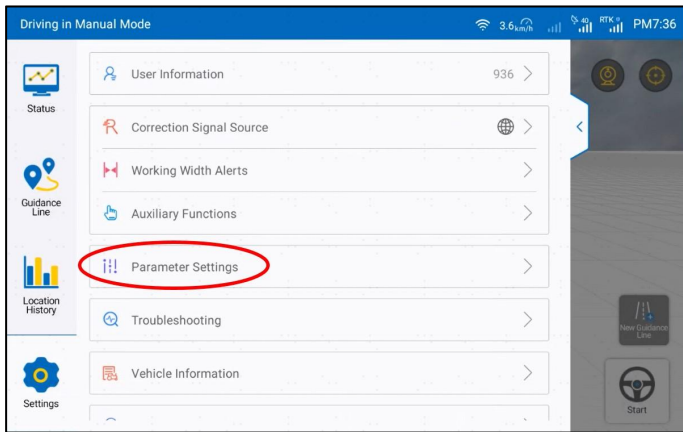 Driving in Manual Mode
3.6km/h
40
RTK
PM7:36
Status
Guidance
Line
Location
History
Settings
User Information
936
Correction Signal Source
Working Width Alerts
Auxiliary Functions
Parameter Settings
Troubleshooting
Vehicle Information
New Guidance
Line
Start